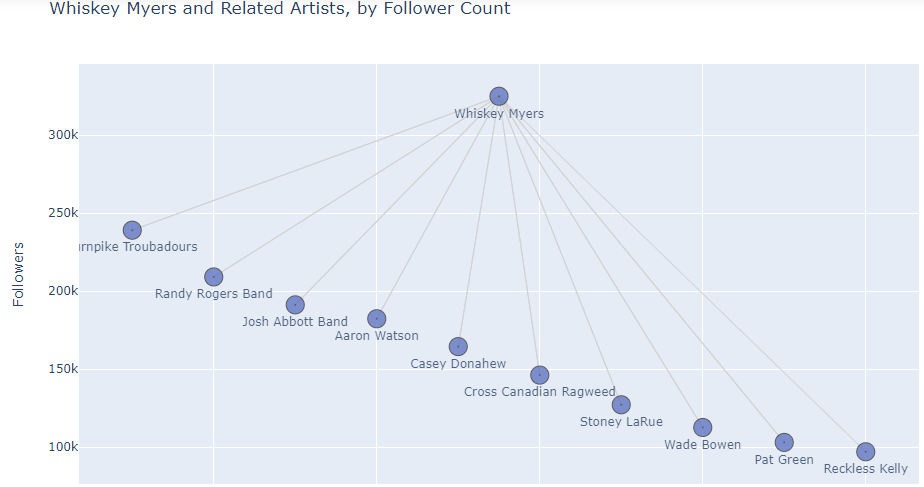 Whiskey Myers and Related Artists, by Follower Count
Whiskey Myers
300k
250k
urnpike Troubadours
Followers
200k
Randy Rogers Band
Josh Abbott Band
Aaron Watson
150k
Casey Donahew
Cross Canadian Ragweed
Stoney LaRue
100k
Wade Bowen
Pat Green
Reckless Kelly